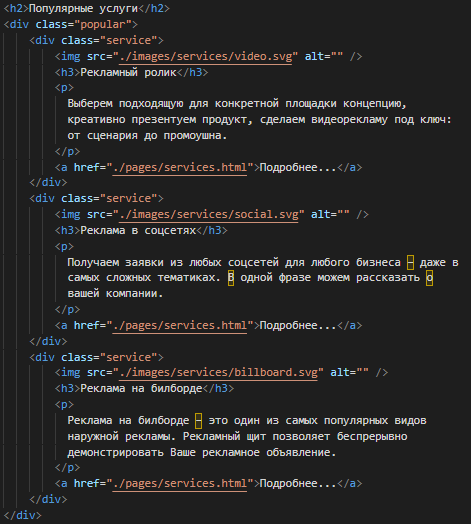 <h2>Популярные услуги</h2>
<div class="popular">
<div class="service">
<img src="./images/services/video.svg" alt="" />
<h3>Рекламный ролик</h3>
<p>
Выберем подходящую для конкретной площадки концепцию,
креативно презентуем продукт, сделаем видеорекламу под ключ:
от сценария до промоушна.
</p>
<a href="./pages/services.html">Подробнее...</a>
</div>
<div class="service">
<img src="./images/services/social.svg" alt="" />
<h3>Реклама в соцсетях</h3>
<p>
Получаем заявки из любых соцсетей для любого бизнеса – даже в
самых сложных тематиках. В одной фразе можем рассказать о
вашей компании.
</p>
<a href="./pages/services.html">Подробнее...</a>
</div>
<div class="service">
<img src="./images/services/billboard.svg" alt="" />
<h3>Реклама на билборде</h3>
<p>
Реклама на билборде – это один из самых популярных видов
наружной рекламы. Рекламный щит позволяет беспрерывно
демонстрировать Ваше рекламное объявление.
</p>
<a href="./pages/services.html">Подробнее...</a>
</div>
</div>